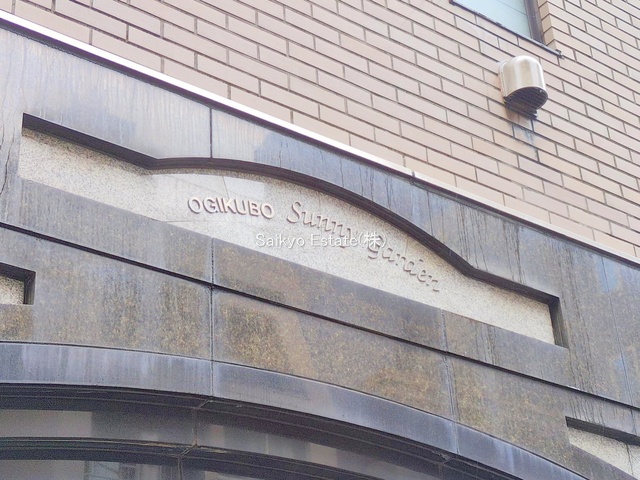 OGIKUBO Sunny garden
Saikyo Estate(株)